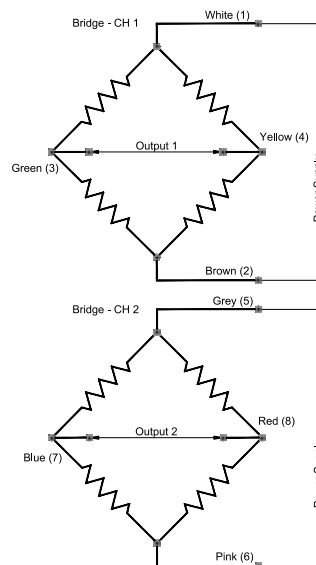 Bridge - CH 1
White (1)
Yellow (4)
Output 1
Green (3)
Brown (2)
Bridge - CH 2
Grey (5)
Red (8)
Output 2
Blue (7)
Pink (6)